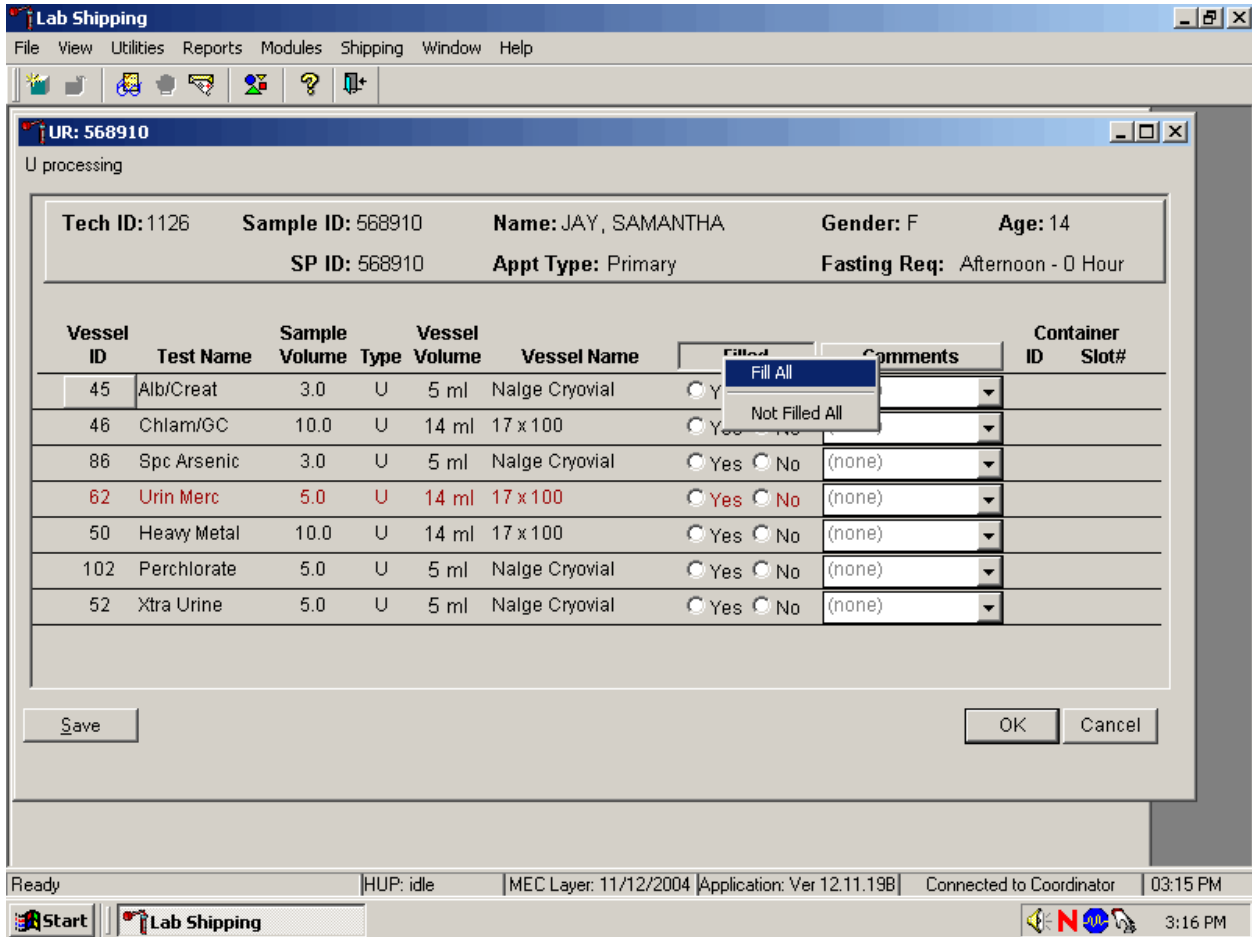 Lab Shipping
File View Utilities Reports Modules Shipping Window Help
UR: 568910
U processing
Tech ID: 1126 Sample ID: 568910 Name: JAY, SAMANTHA Gender: F Age: 14
SP ID: 568910 Appt Type: Primary Fasting Req: Afternoon - 0 Hour
Vessel Sample Vessel Container
ID Test Name Volume Type Volume Vessel Name Filled Comments ID Slot#
Fill All
45 Alb/Creat 3.0 U 5 ml Nalge Cryovial
Not Filled All
46 Chlam/GC 10.0 U 14 ml 17 x 100
86 Spc Arsenic 3.0 U 5 ml Nalge Cryovial Yes No (none)
62 Urin Merc 5.0 U 14 ml 17 x 100 Yes No (none)
50 Heavy Metal 10.0 U 14 ml 17 x 100 Yes No (none)
102 Perchlorate 5.0 U 5 ml Nalge Cryovial Yes No (none)
52 Xtra Urine 5.0 U 5 ml Nalge Cryovial Yes No (none)
Save OK Cancel
Ready HUP: idle MEC Layer: 11/12/2004 Application: Ver 12.11.19B Connected to Coordinator 03:15 PM
Start Lab Shipping N 3:16 PM